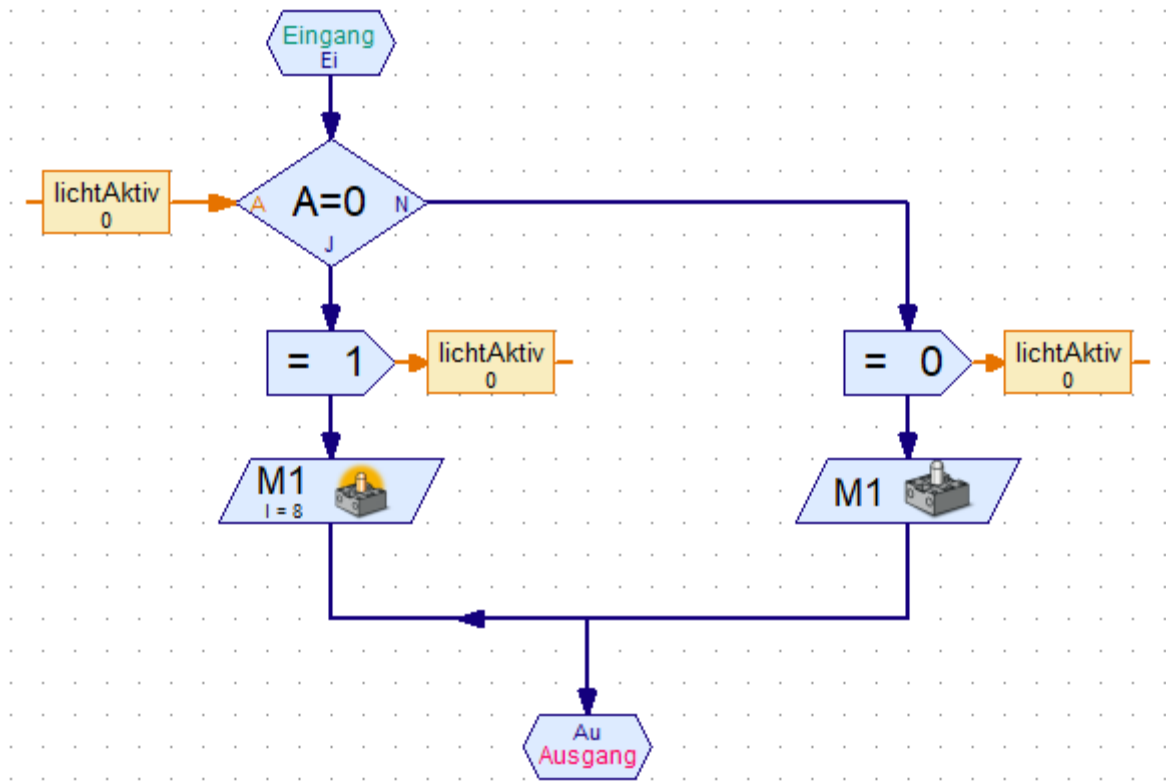 Eingang
Ei
lichtAktiv
0
A
A=0
N
J
= 1
lichtAktiv
0
= 0
lichtAktiv
0
M1
I = 8
M1
Au
Ausgang